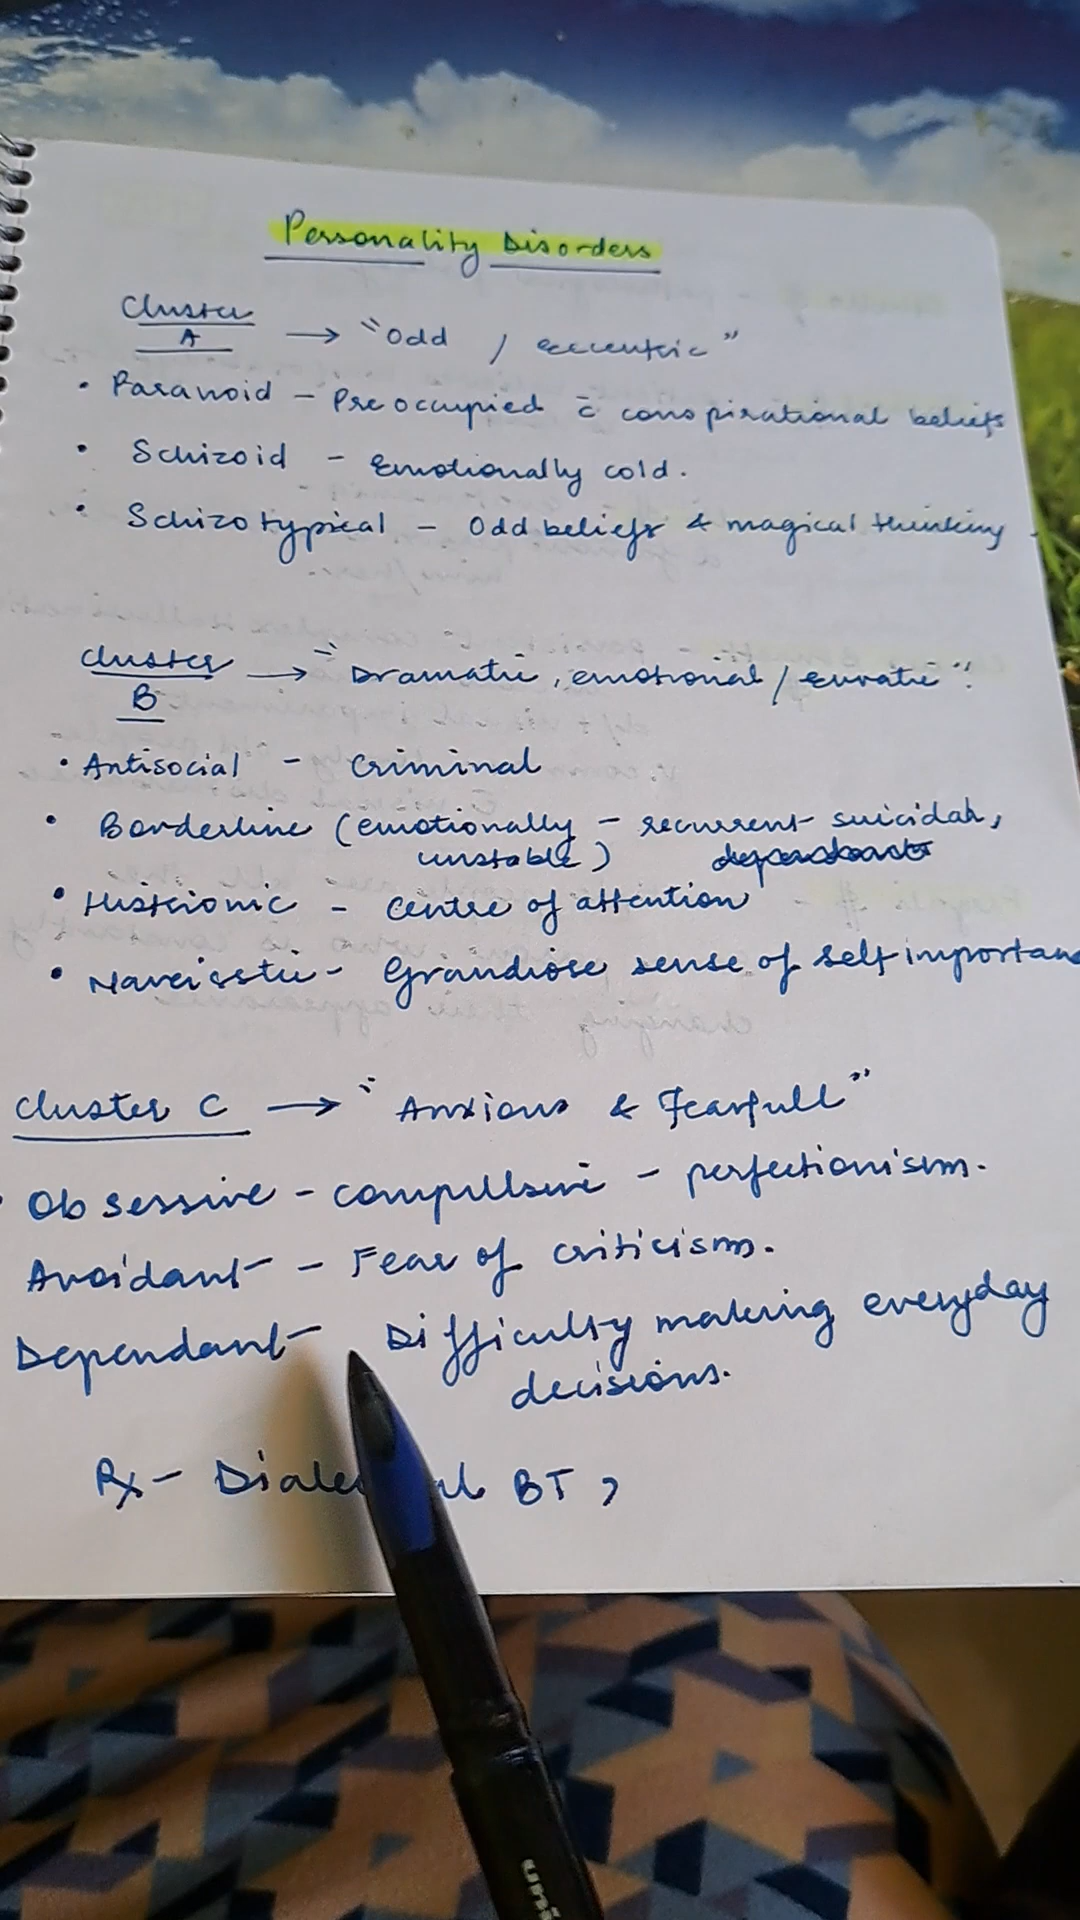 Personality Disorders
Cluster
A → "Odd / eccentric"
• Paranoid – Preoccupied c̄ conspirational beliefs
• Schizoid – Emotionally cold.
• Schizotypical – Odd beliefs & magical thinking.
Cluster
B → "Dramatic, emotional / erratic"
• Antisocial – Criminal
• Borderline (emotionally – recurrent suicidal,
unstable)
• Histrionic – Centre of attention
• Narcisstic – Grandiose sense of self importan
Cluster C → "Anxious & Fearfull"
• Obsessive – compulsive – perfectionism.
Avoidant – Fear of criticism.
Dependant – Difficulty making everyday
decisions.
Rx – BT,
uni